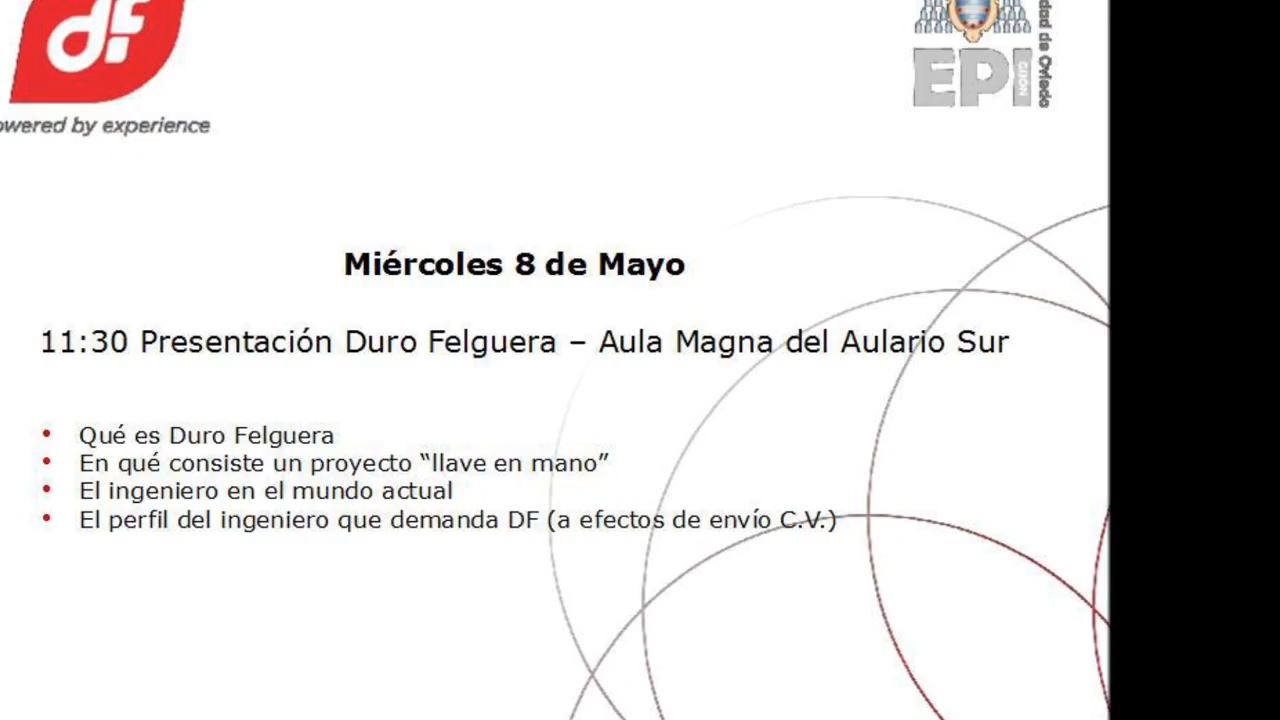 df
powered by experience
EPI
GIJÓN
Miércoles 8 de Mayo
11:30 Presentación Duro Felguera – Aula Magna del Aulario Sur
• Qué es Duro Felguera
• En qué consiste un proyecto “llave en mano”
• El ingeniero en el mundo actual
• El perfil del ingeniero que demanda DF (a efectos de envío C.V.)